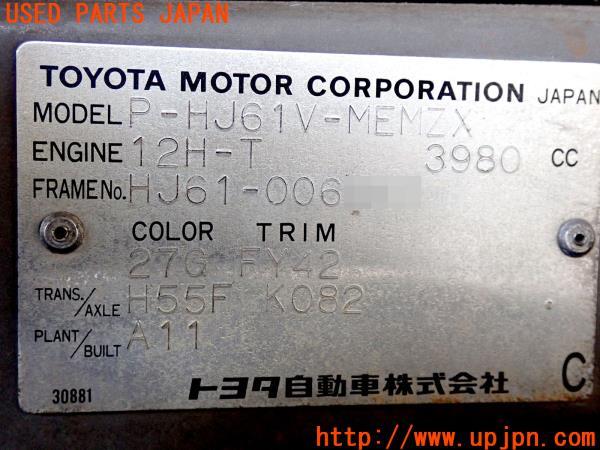 USED PARTS JAPAN
TOYOTA MOTOR CORPORATION JAPAN
MODEL P-HJ61V-MEMZX
ENGINE 12H-T 3980 CC
FRAME No. HJ61-006
COLOR TRIM
27G FY42
TRANS./AXLE H55F K082
PLANT/BUILT A11
30881 トヨタ自動車株式会社 C
http://www.upjpn.com/